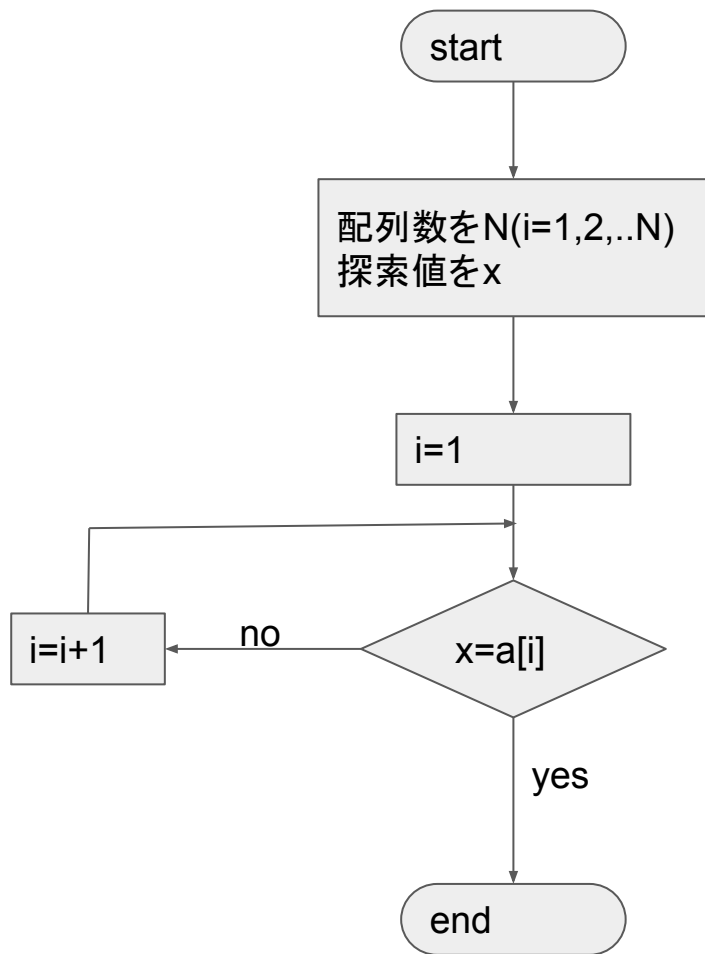 start
配列数をN(i=1,2,..N)
探索値をx
i=1
i=i+1
no
x=a[i]
yes
end